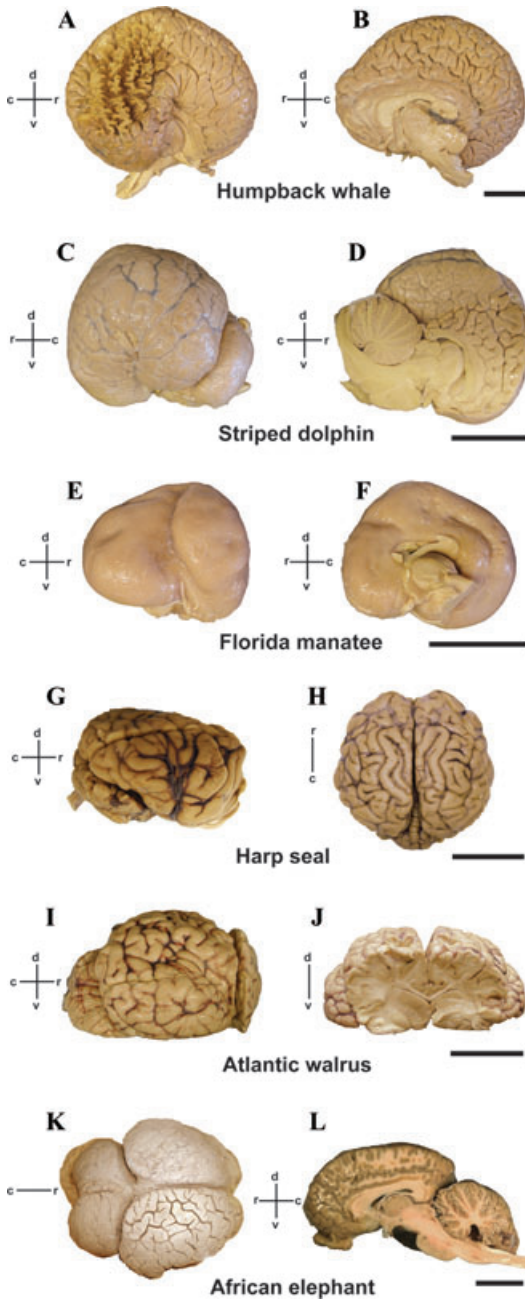 A B
d d
c r r c
v v
Humpback whale
C D
d d
r c c r
v v
Striped dolphin
E F
d d
c r r c
v v
Florida manatee
G H
d r
c r
v c
Harp seal
I J
d d
c r
v v
Atlantic walrus
K L
d
c r r c
v
African elephant